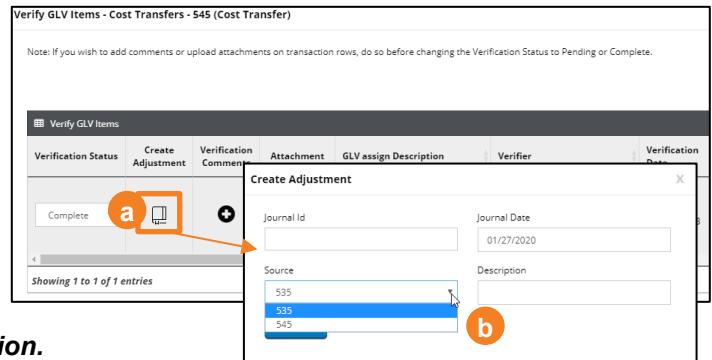 Verify GLV Items - Cost Transfers - 545 (Cost Transfer)
Note: If you wish to add comments or upload attachments on transaction rows, do so before changing the Verification Status to Pending or Complete.
Verify GLV Items
Verification Status Create Adjustment Verification Comments Attachment GLV assign Description Verifier Verification Date
Complete a
Showing 1 to 1 of 1 entries
Create Adjustment X
Journal Id Journal Date
01/27/2020
Source Description
535
535
545
b
ion.